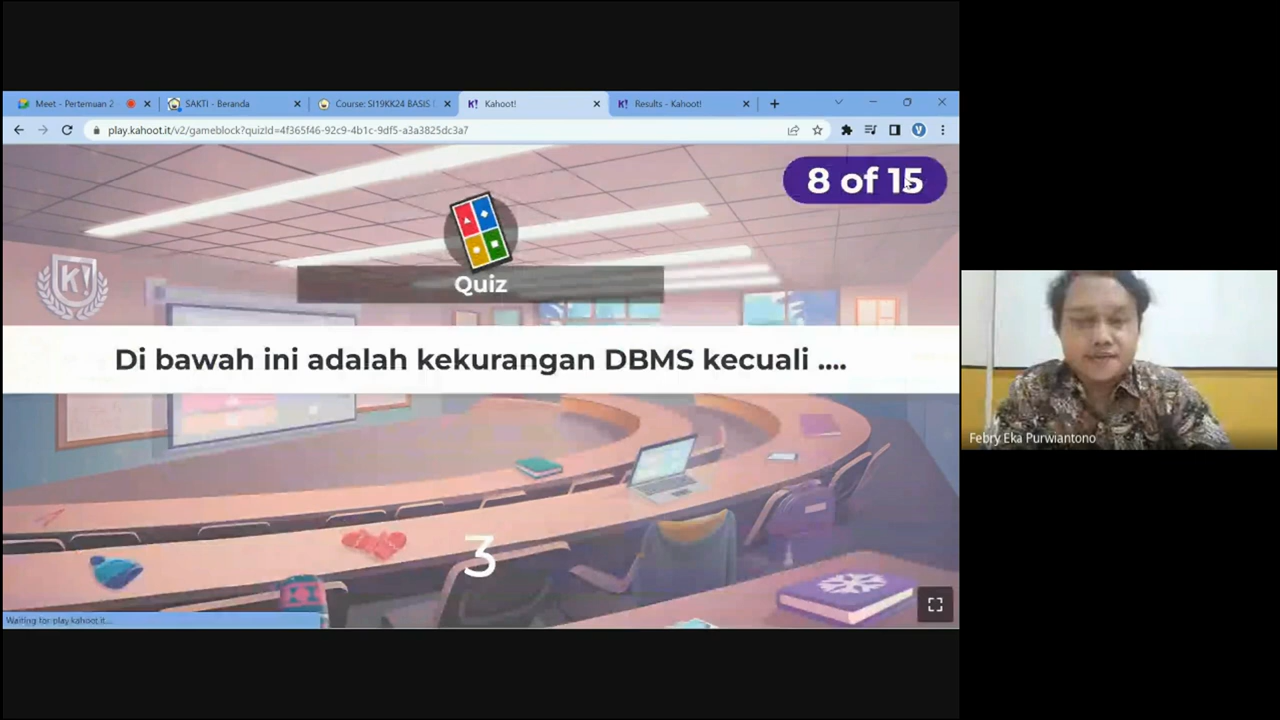 Meet - Pertemuan 2
SAKTI - Beranda
Course: SI19KK24 BASIS
Kahoot!
Results - Kahoot!
play.kahoot.it/v2/gameblock?quizId=4f365f46-92c9-4b1c-9df5-a3a3825dc3a7
V
8 of 15
K!
Quiz
Di bawah ini adalah kekurangan DBMS kecuali ....
3
Febry Eka Purwiantono
Waiting for play.kahoot.it...